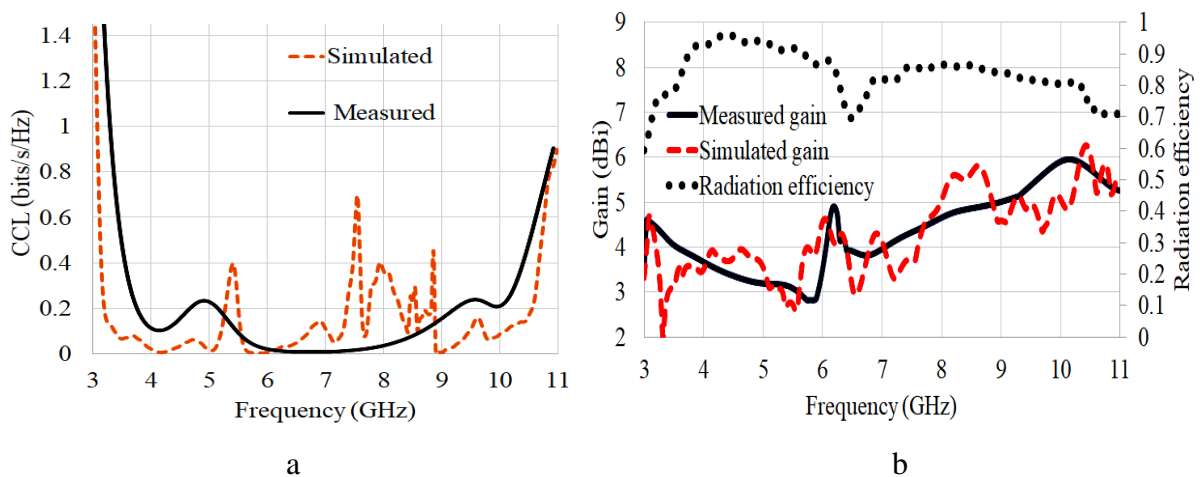 CCL (bits/s/Hz)
1.4
1.2
1
0.8
0.6
0.4
0.2
0
Simulated
Measured
3 4 5 6 7 8 9 10 11
Frequency (GHz)
a
Gain (dBi)
9
8
7
6
5
4
3
2
Measured gain
Simulated gain
Radiation efficiency
1
0.9
0.8
0.7
0.6
0.5
0.4
0.3
0.2
0.1
0
Radiation efficiency
3 4 5 6 7 8 9 10 11
Frequency (GHz)
b